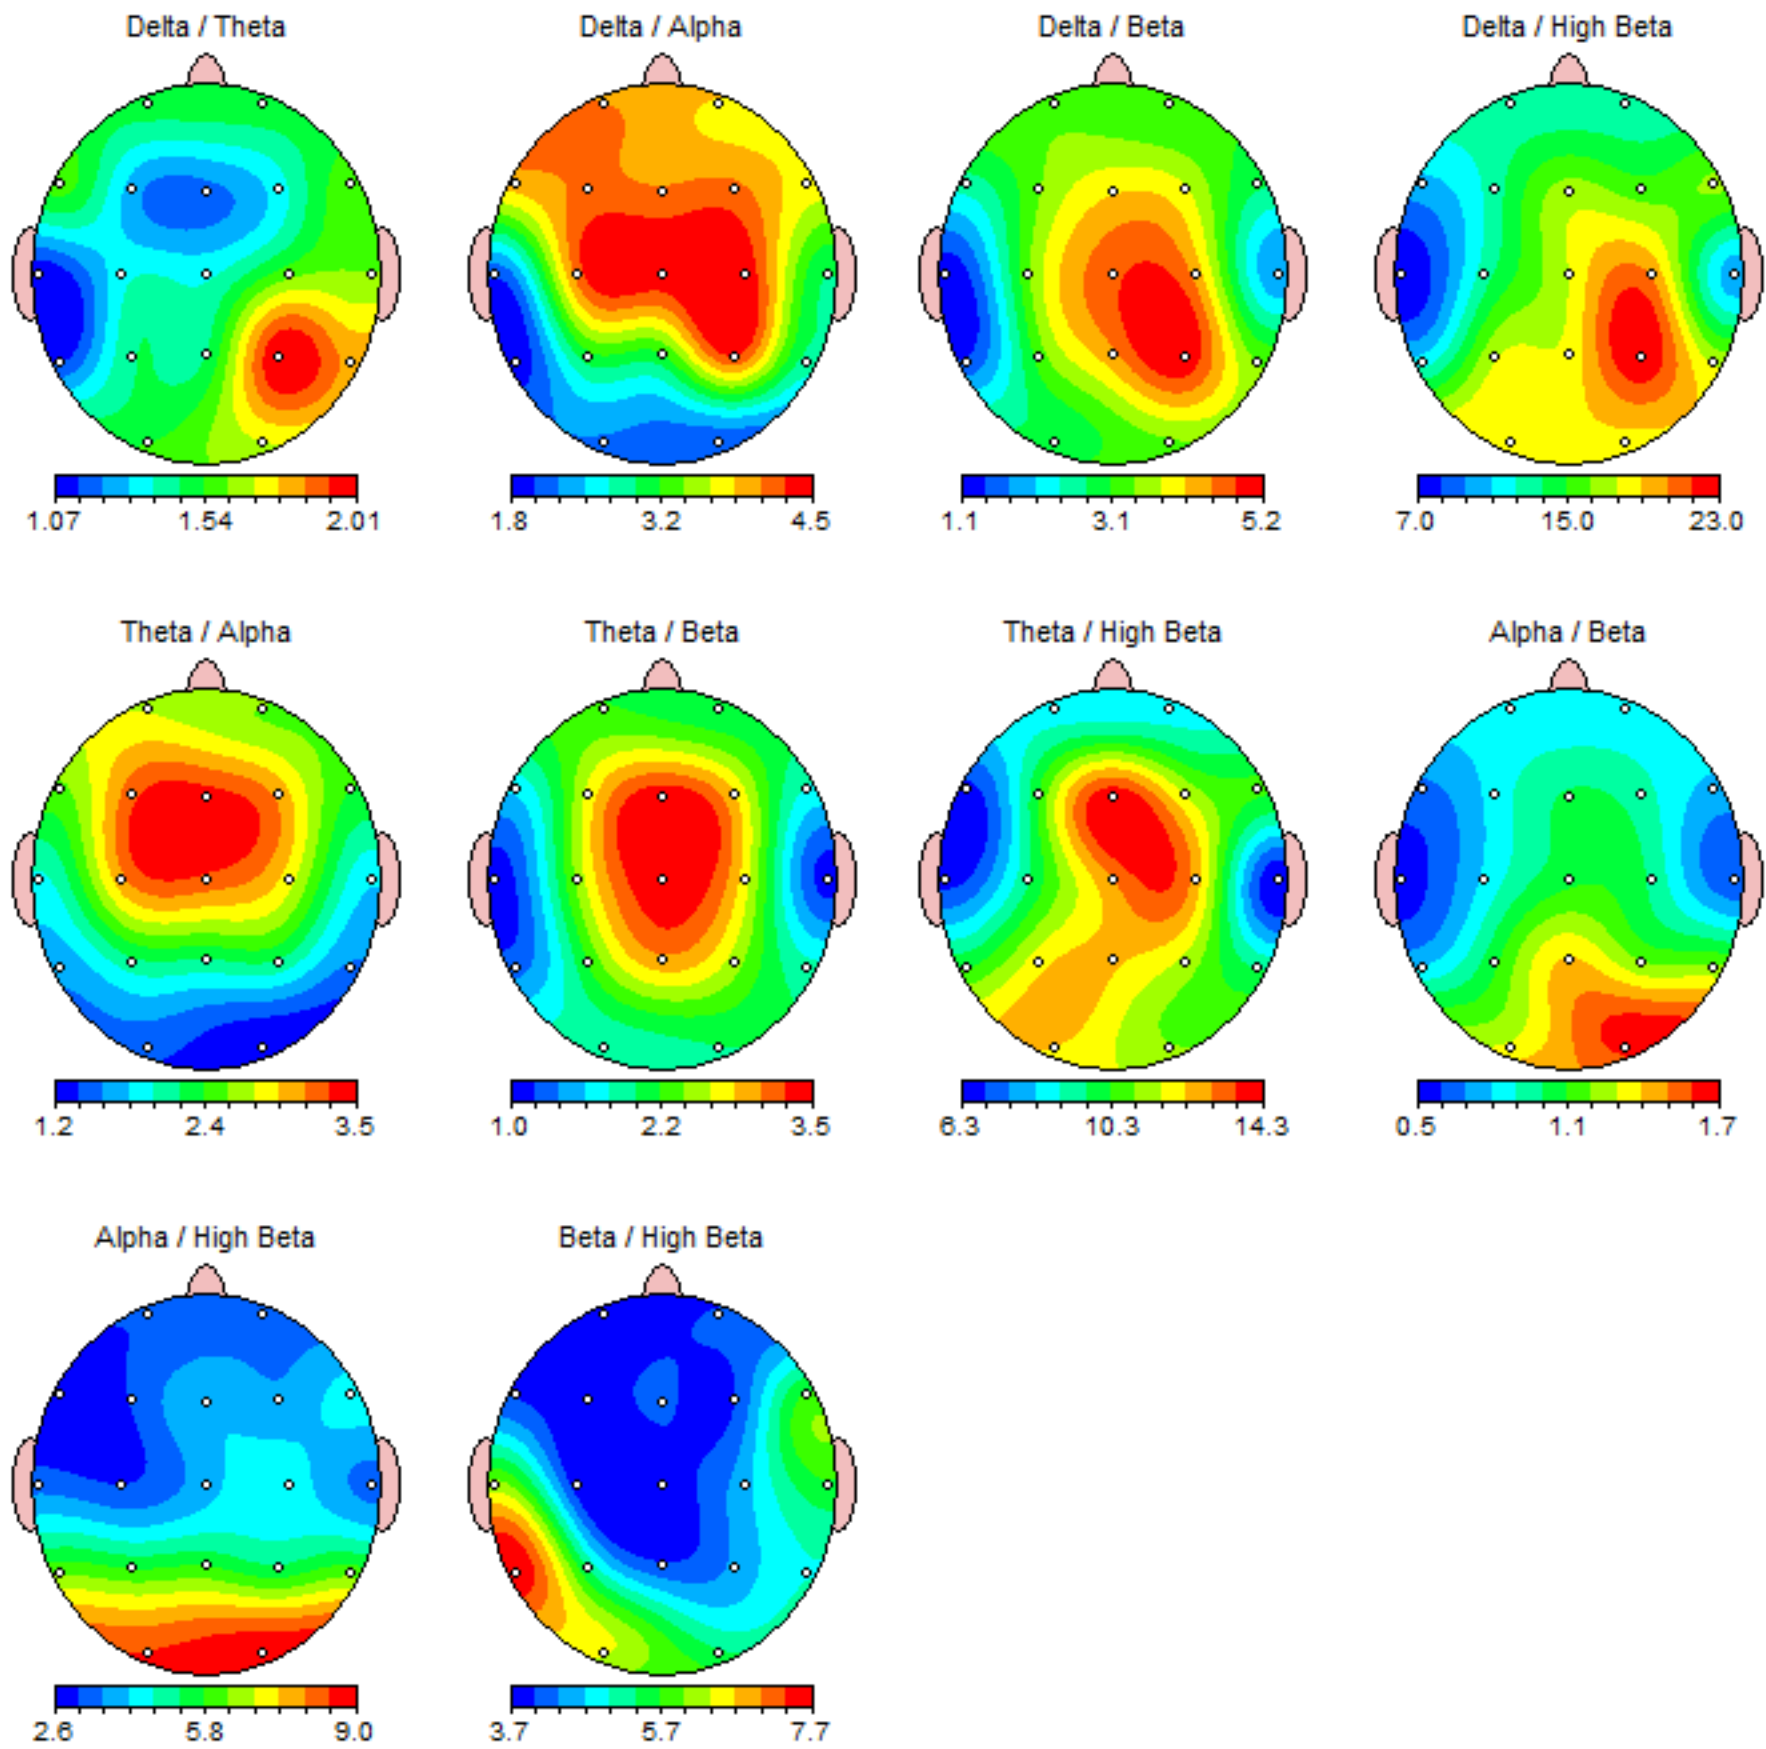 Delta / Theta
Delta / Alpha
Delta / Beta
Delta / High Beta
1.07 1.54 2.01
1.8 3.2 4.5
1.1 3.1 5.2
7.0 15.0 23.0
Theta / Alpha
Theta / Beta
Theta / High Beta
Alpha / Beta
1.2 2.4 3.5
1.0 2.2 3.5
6.3 10.3 14.3
0.5 1.1 1.7
Alpha / High Beta
Beta / High Beta
2.6 5.8 9.0
3.7 5.7 7.7